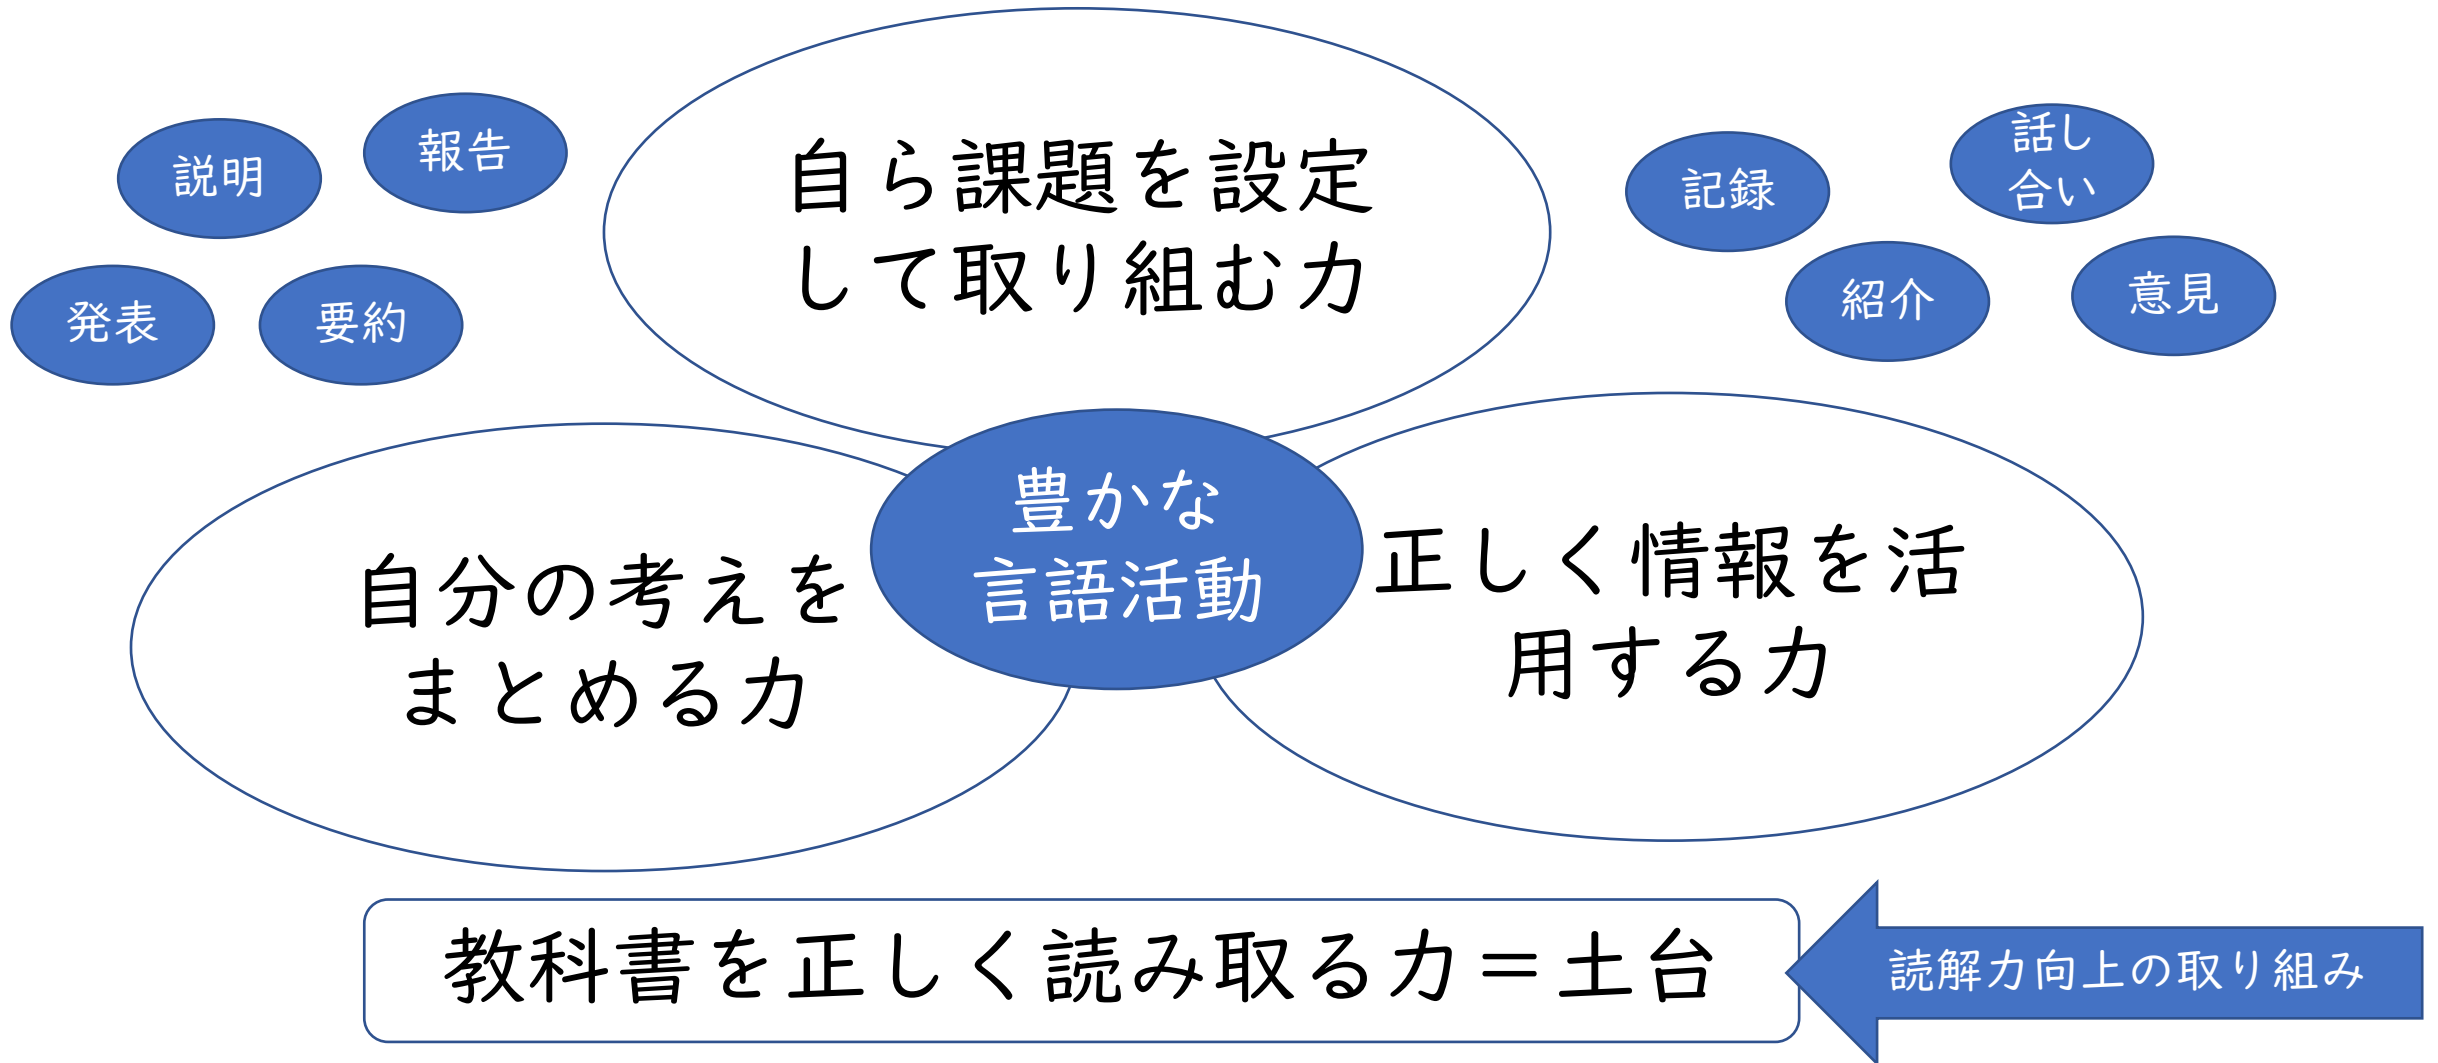 説明
報告
発表
要約
自ら課題を設定
して取り組む力
記録
話し
合い
紹介
意見
豊かな
言語活動
自分の考えを
まとめる力
正しく情報を活
用する力
教科書を正しく読み取る力＝土台
読解力向上の取り組み